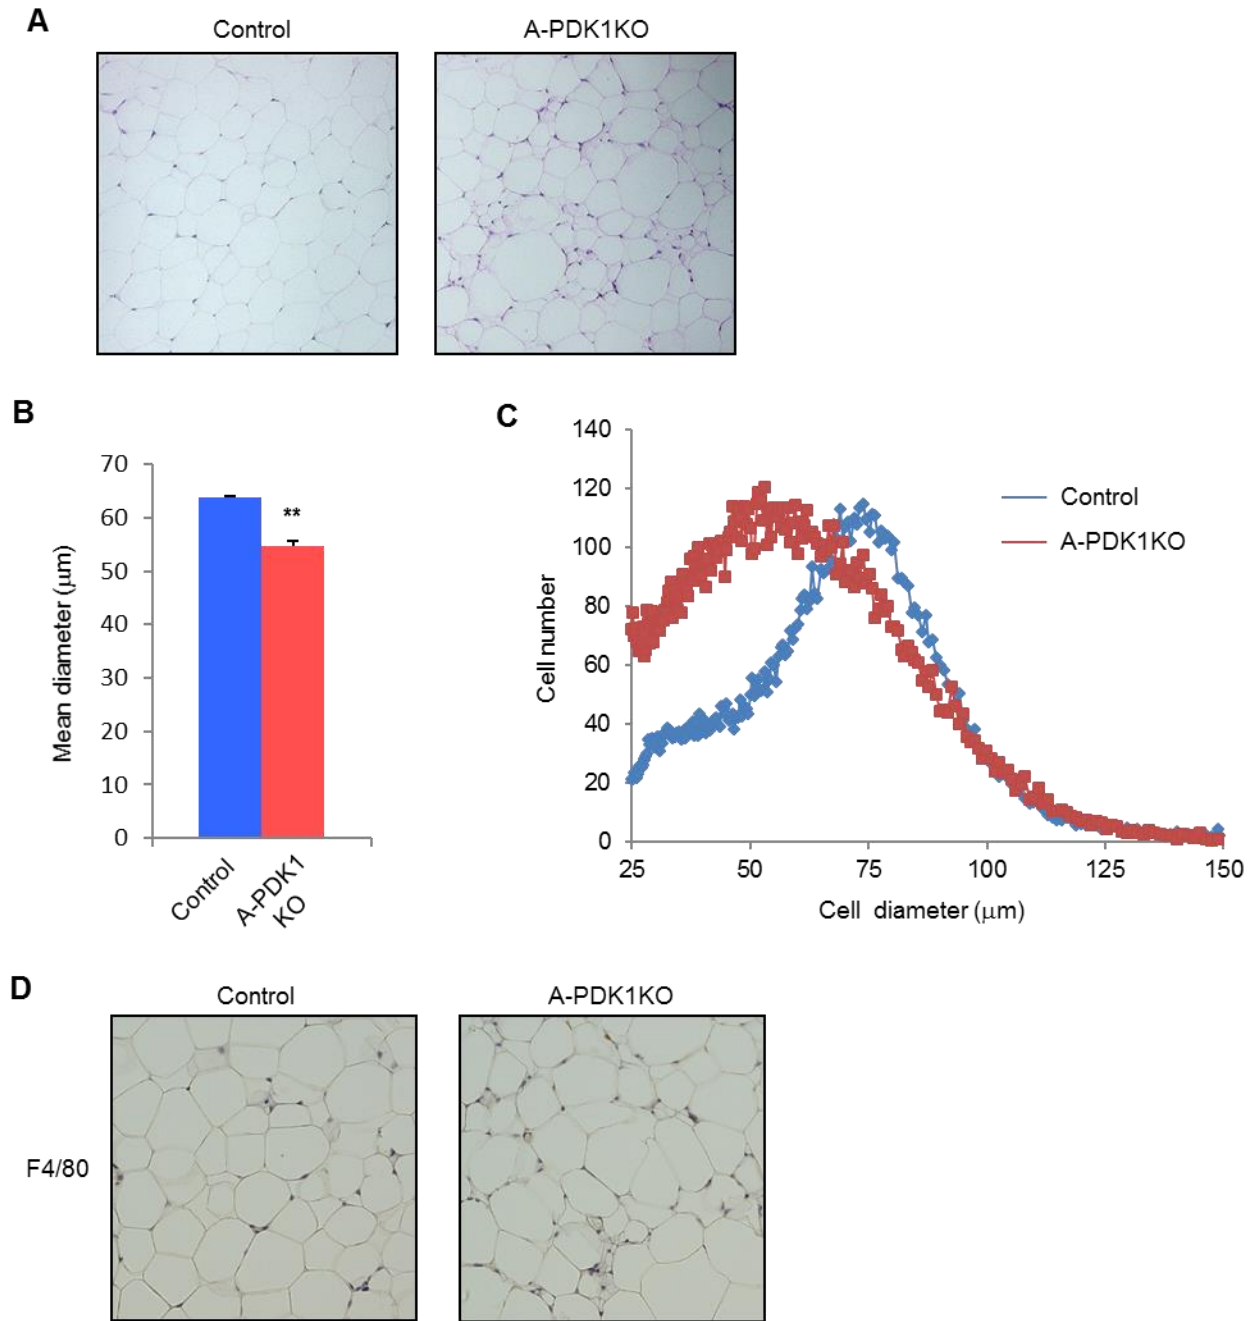 A
Control
A-PDK1KO
B
70
60
50
40
30
20
10
0
Mean diameter (μm)
**
Control
A-PDK1
KO
C
140
120
100
80
60
40
20
0
Cell number
25
50
75
100
125
150
Cell diameter (μm)
Control
A-PDK1KO
D
Control
A-PDK1KO
F4/80